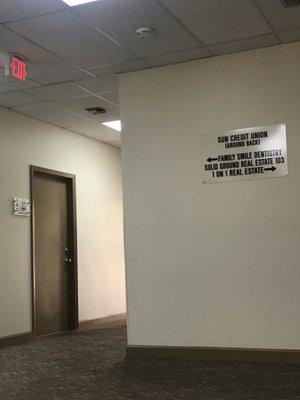 EXIT
SUN CREDIT UNION
(AROUND BACK)
FAMILY SMILE DENTISTRY
SOLID GROUND REAL ESTATE 103
1 ON 1 REAL ESTATE